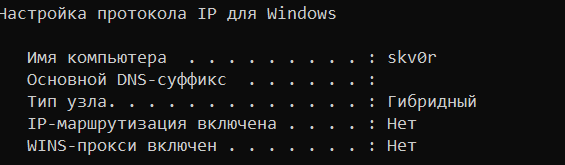 Настройка протокола IP для Windows
Имя компьютера . . . . . . . . . : skv0r
Основной DNS-суффикс . . . . . . :
Тип узла. . . . . . . . . . . . . : Гибридный
IP-маршрутизация включена . . . . : Нет
WINS-прокси включен . . . . . . . : Нет